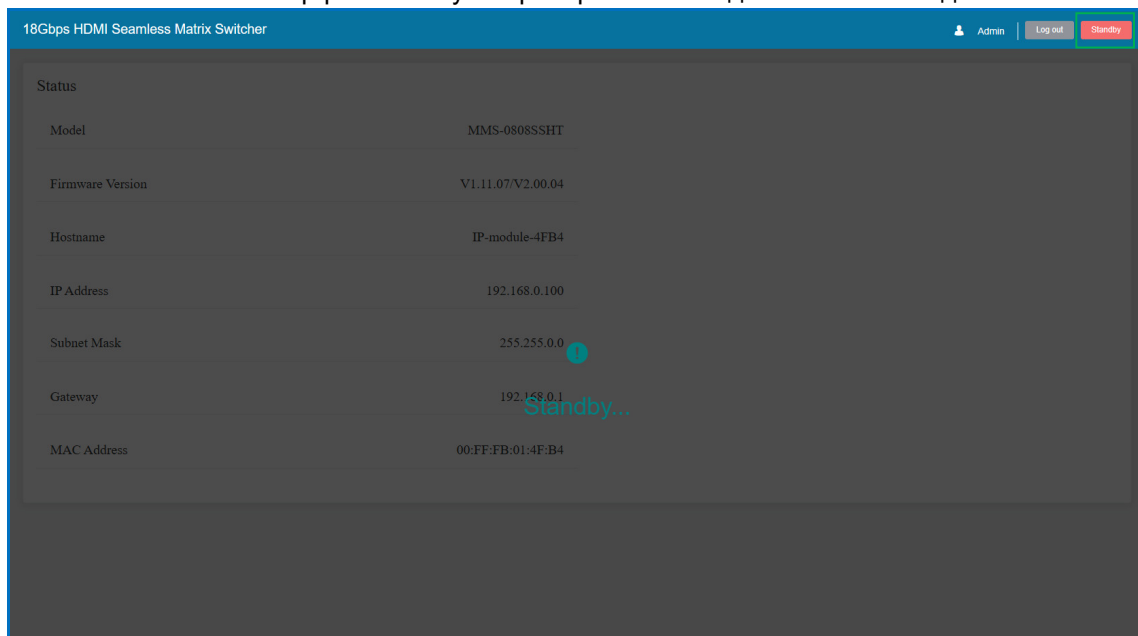 18Gbps HDMI Seamless Matrix Switcher Admin Log out Standby
Status
Model MMS-0808SSHT
Firmware Version V1.11.07/V2.00.04
Hostname IP-module-4FB4
IP Address 192.168.0.100
Subnet Mask 255.255.0.0
Gateway 192.168.0.1
Standby...
MAC Address 00:FF:FB:01:4F:B4